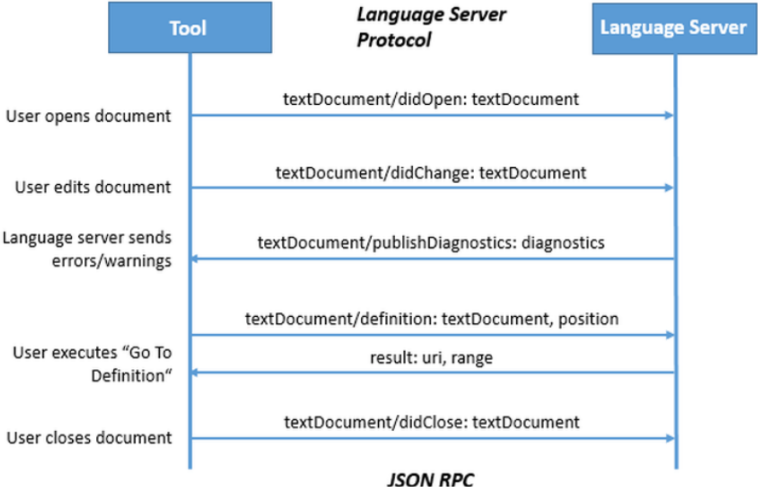 Tool
Language Server
Protocol
Language Server
textDocument/didOpen: textDocument
User opens document
textDocument/didChange: textDocument
User edits document
Language server sends
errors/warnings
textDocument/publishDiagnostics: diagnostics
textDocument/definition: textDocument, position
User executes “Go To
Definition“
result: uri, range
textDocument/didClose: textDocument
User closes document
JSON RPC